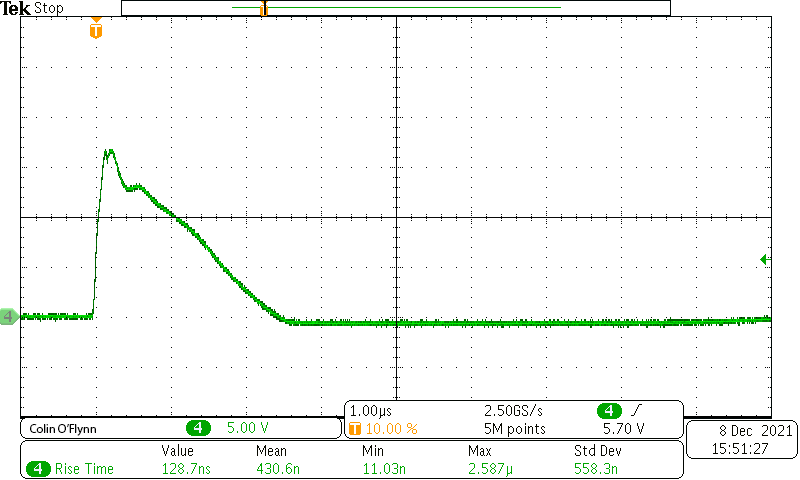 Tek Stop
T
T
4
1.00µs 2.50GS/s 4
T 10.00 % 5M points 5.70 V
Colin O'Flynn 4 5.00 V
8 Dec 2021
15:51:27
Value Mean Min Max Std Dev
4 Rise Time 128.7ns 430.6n 11.03n 2.587µ 558.3n